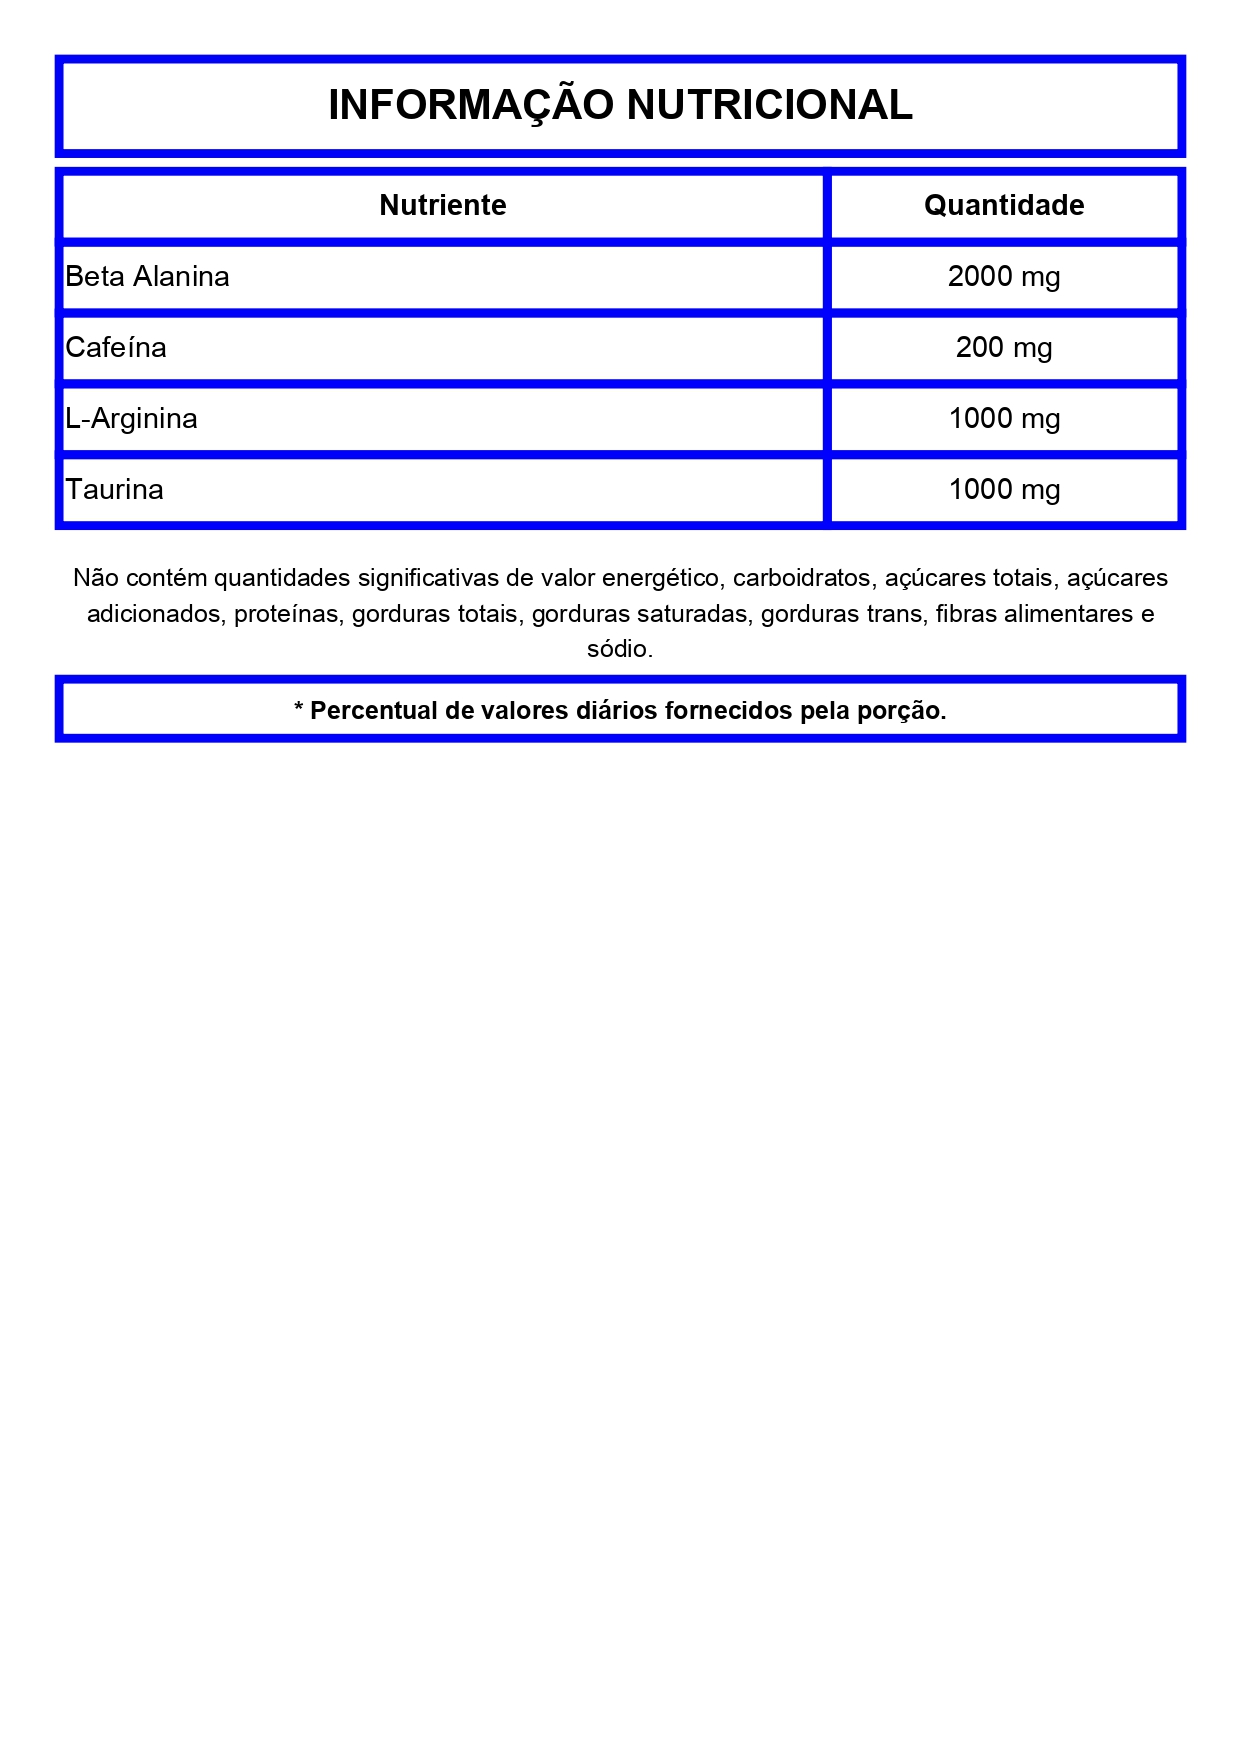 INFORMAÇÃO NUTRICIONAL
Nutriente Quantidade
Beta Alanina 2000 mg
Cafeína 200 mg
L-Arginina 1000 mg
Taurina 1000 mg
Não contém quantidades significativas de valor energético, carboidratos, açúcares totais, açúcares
adicionados, proteínas, gorduras totais, gorduras saturadas, gorduras trans, fibras alimentares e
sódio.
* Percentual de valores diários fornecidos pela porção.